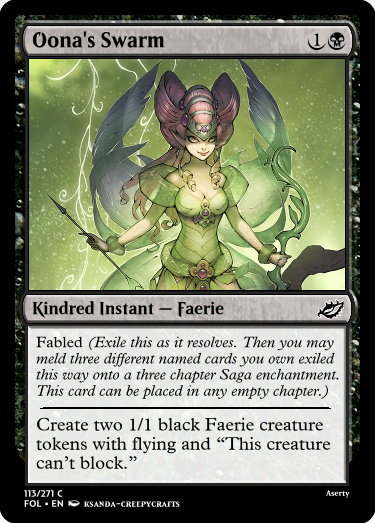 Oona's Swarm 1
Kindred Instant — Faerie
Fabled (Exile this as it resolves. Then you may
meld three different named cards you own exiled
this way onto a three chapter Saga enchantment.
This card can be placed in any empty chapter.)
Create two 1/1 black Faerie creature
tokens with flying and “This creature
can't block.”
113/271 C Aserty
FOL • EN KSANDA-CREEPYCRAFTS